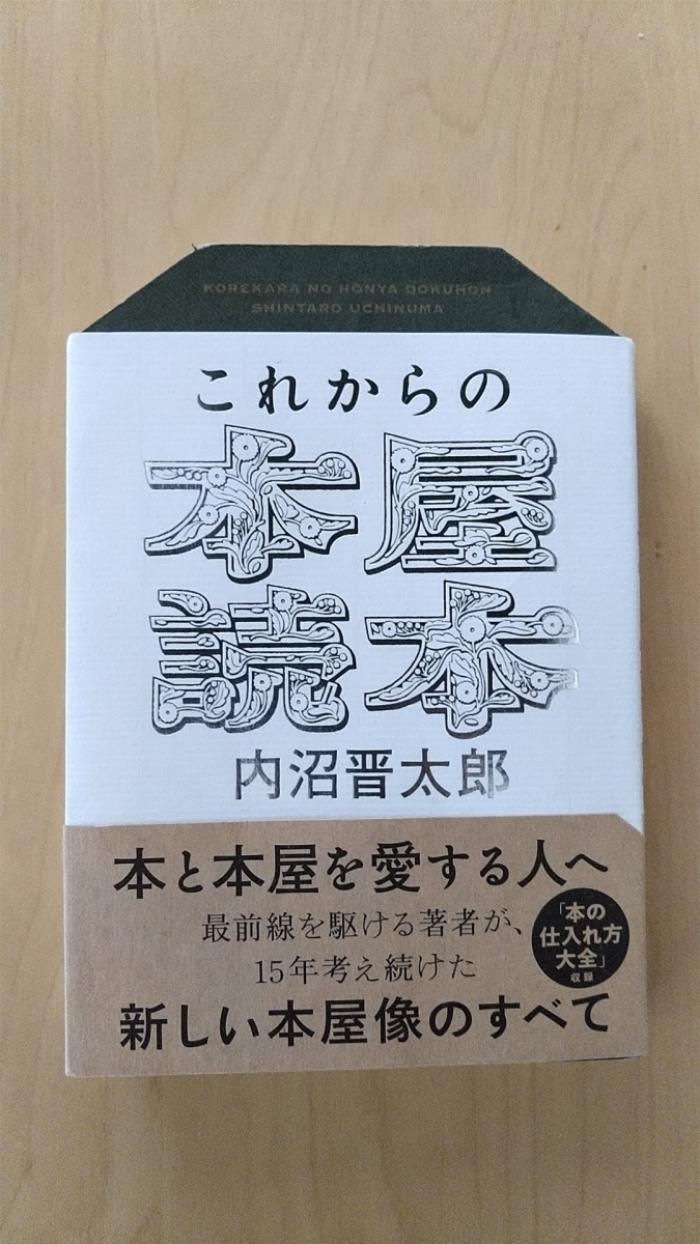 KOREKARA NO HONYA DOKUHON
SHINTARO UCHINUMA
これからの
本屋
読本
内沼晋太郎
本と本屋を愛する人へ
最前線を駆ける著者が、
15年考え続けた
新しい本屋像のすべて
「本の
仕入れ方
大全」
収録